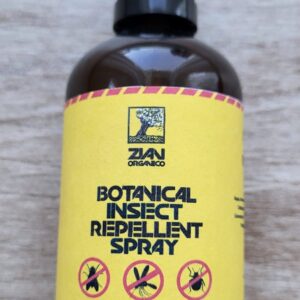 ZIAN
ORGANICO
BOTANICAL
INSECT
REPELLENT
SPRAY